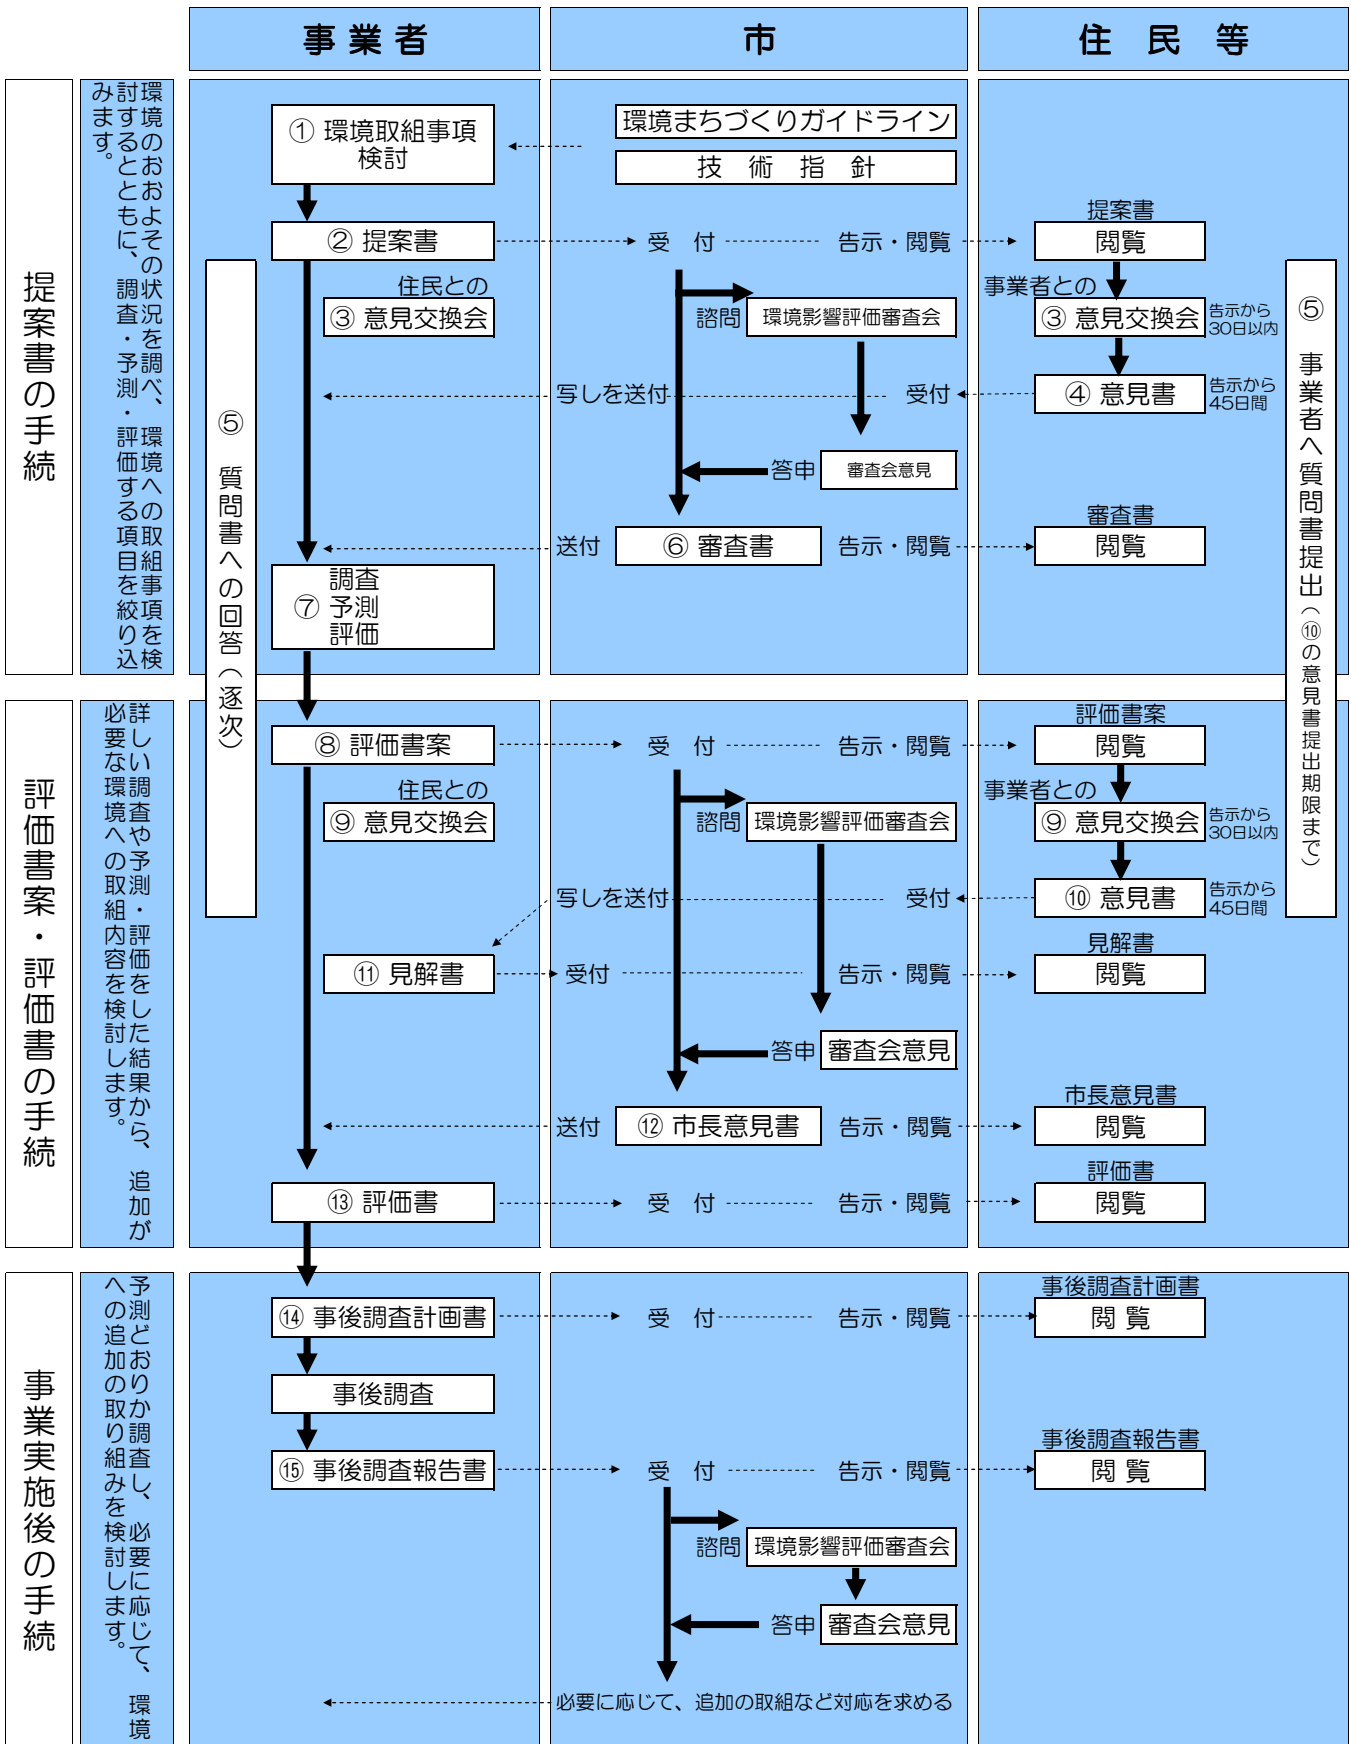 事業者
市
住民等
提案書の手続
環境のおおよその状況を調べ、環境への取組事項を検
討するとともに、調査・予測・評価する項目を絞り込
みます。
① 環境取組事項
検討
環境まちづくりガイドライン
技術指針
② 提案書
受付
告示・閲覧
提案書
閲覧
住民との
③ 意見交換会
諮問
環境影響評価審査会
事業者との
③ 意見交換会
告示から
30日以内
写しを送付
受付
④ 意見書
告示から
45日間
答申
審査会意見
⑤ 質問書への回答（逐次）
⑤ 事業者へ質問書提出（⑩の意見書提出期限まで）
送付
⑥ 審査書
告示・閲覧
審査書
閲覧
⑦
調査
予測
評価
評価書案・評価書の手続
詳しい調査や予測・評価をした結果から、追加が
必要な環境への取組内容を検討します。
⑧ 評価書案
受付
告示・閲覧
評価書案
閲覧
住民との
⑨ 意見交換会
諮問
環境影響評価審査会
事業者との
⑨ 意見交換会
告示から
30日以内
写しを送付
受付
⑩ 意見書
告示から
45日間
⑪ 見解書
受付
告示・閲覧
見解書
閲覧
答申
審査会意見
送付
⑫ 市長意見書
告示・閲覧
市長意見書
閲覧
⑬ 評価書
受付
告示・閲覧
評価書
閲覧
事業実施後の手続
予測どおりか調査し、必要に応じて、環境
への追加の取り組みを検討します。
⑭ 事後調査計画書
受付
告示・閲覧
事後調査計画書
閲覧
事後調査
⑮ 事後調査報告書
受付
告示・閲覧
事後調査報告書
閲覧
諮問
環境影響評価審査会
答申
審査会意見
必要に応じて、追加の取組など対応を求める